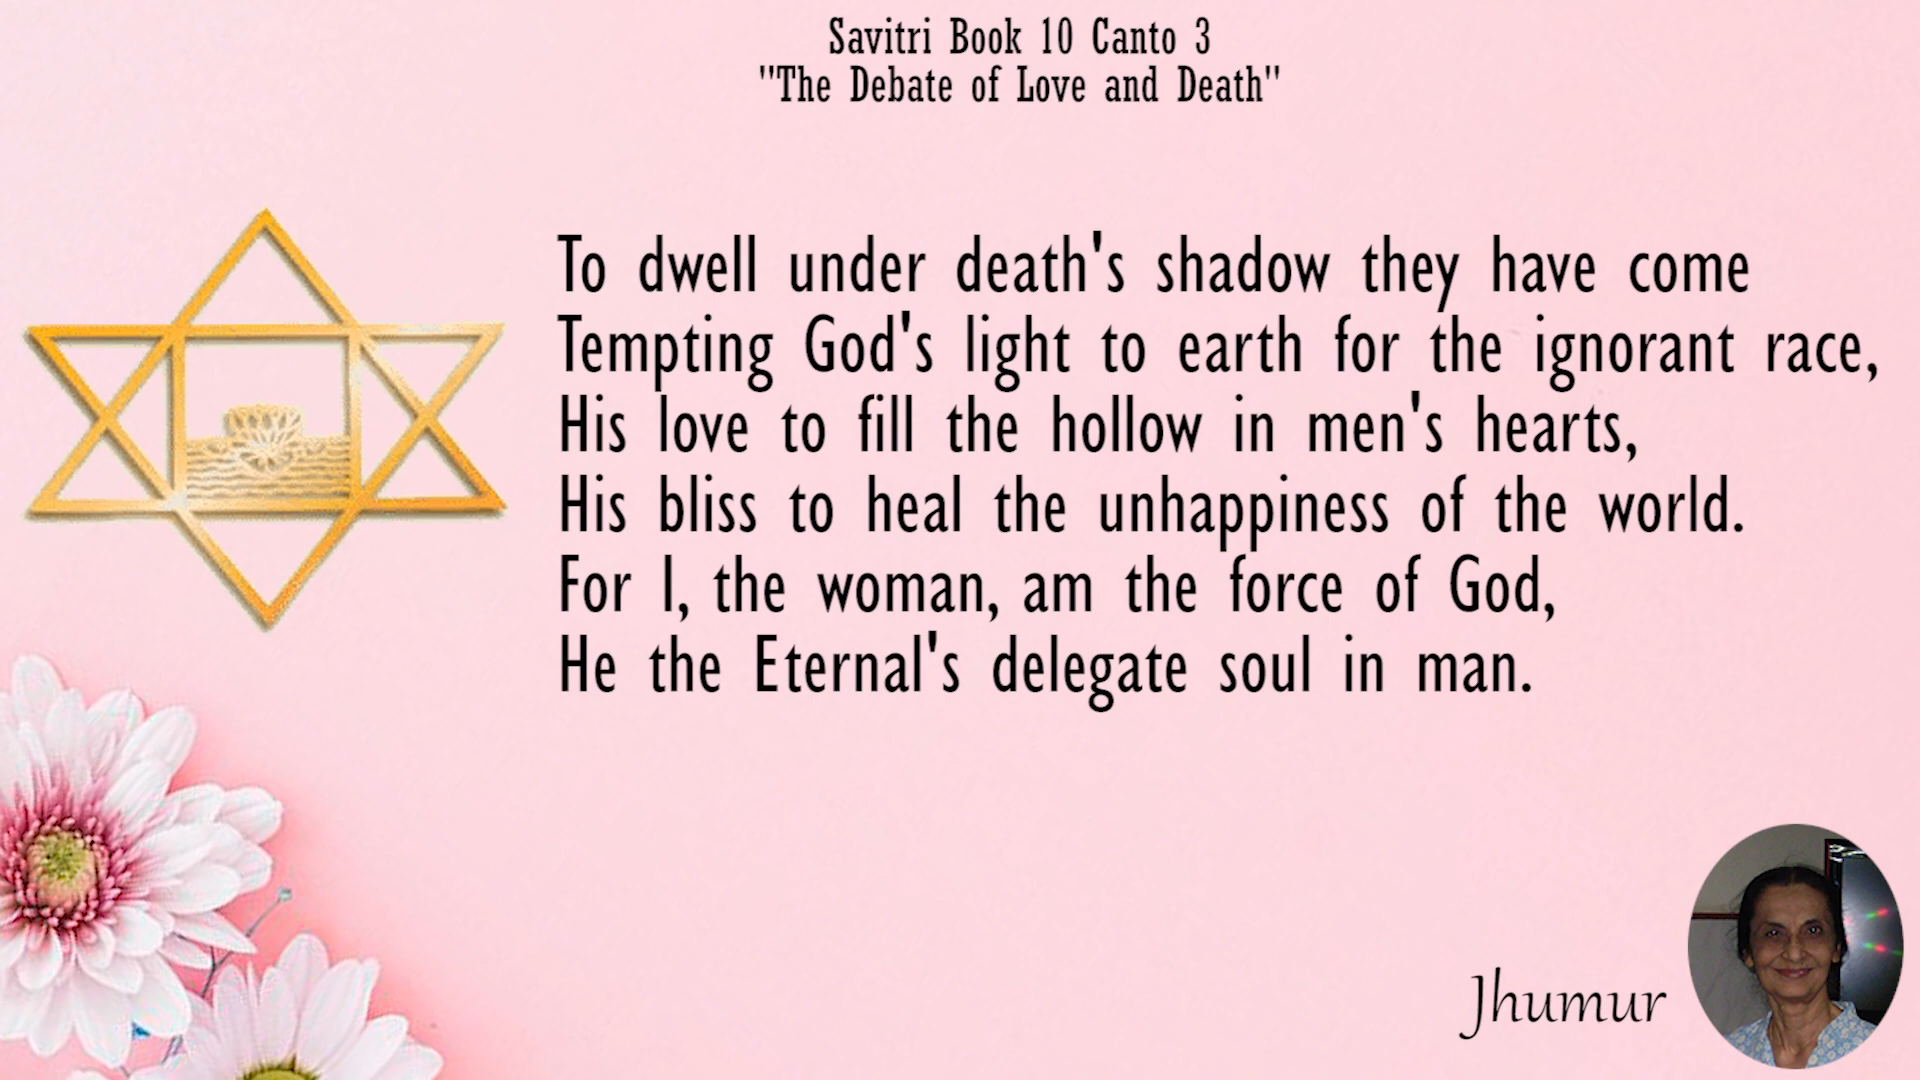 Savitri Book 10 Canto 3
"The Debate of Love and Death"
To dwell under death's shadow they have come
Tempting God's light to earth for the ignorant race,
His love to fill the hollow in men's hearts,
His bliss to heal the unhappiness of the world.
For I, the woman, am the force of God,
He the Eternal's delegate soul in man.
Jhumur